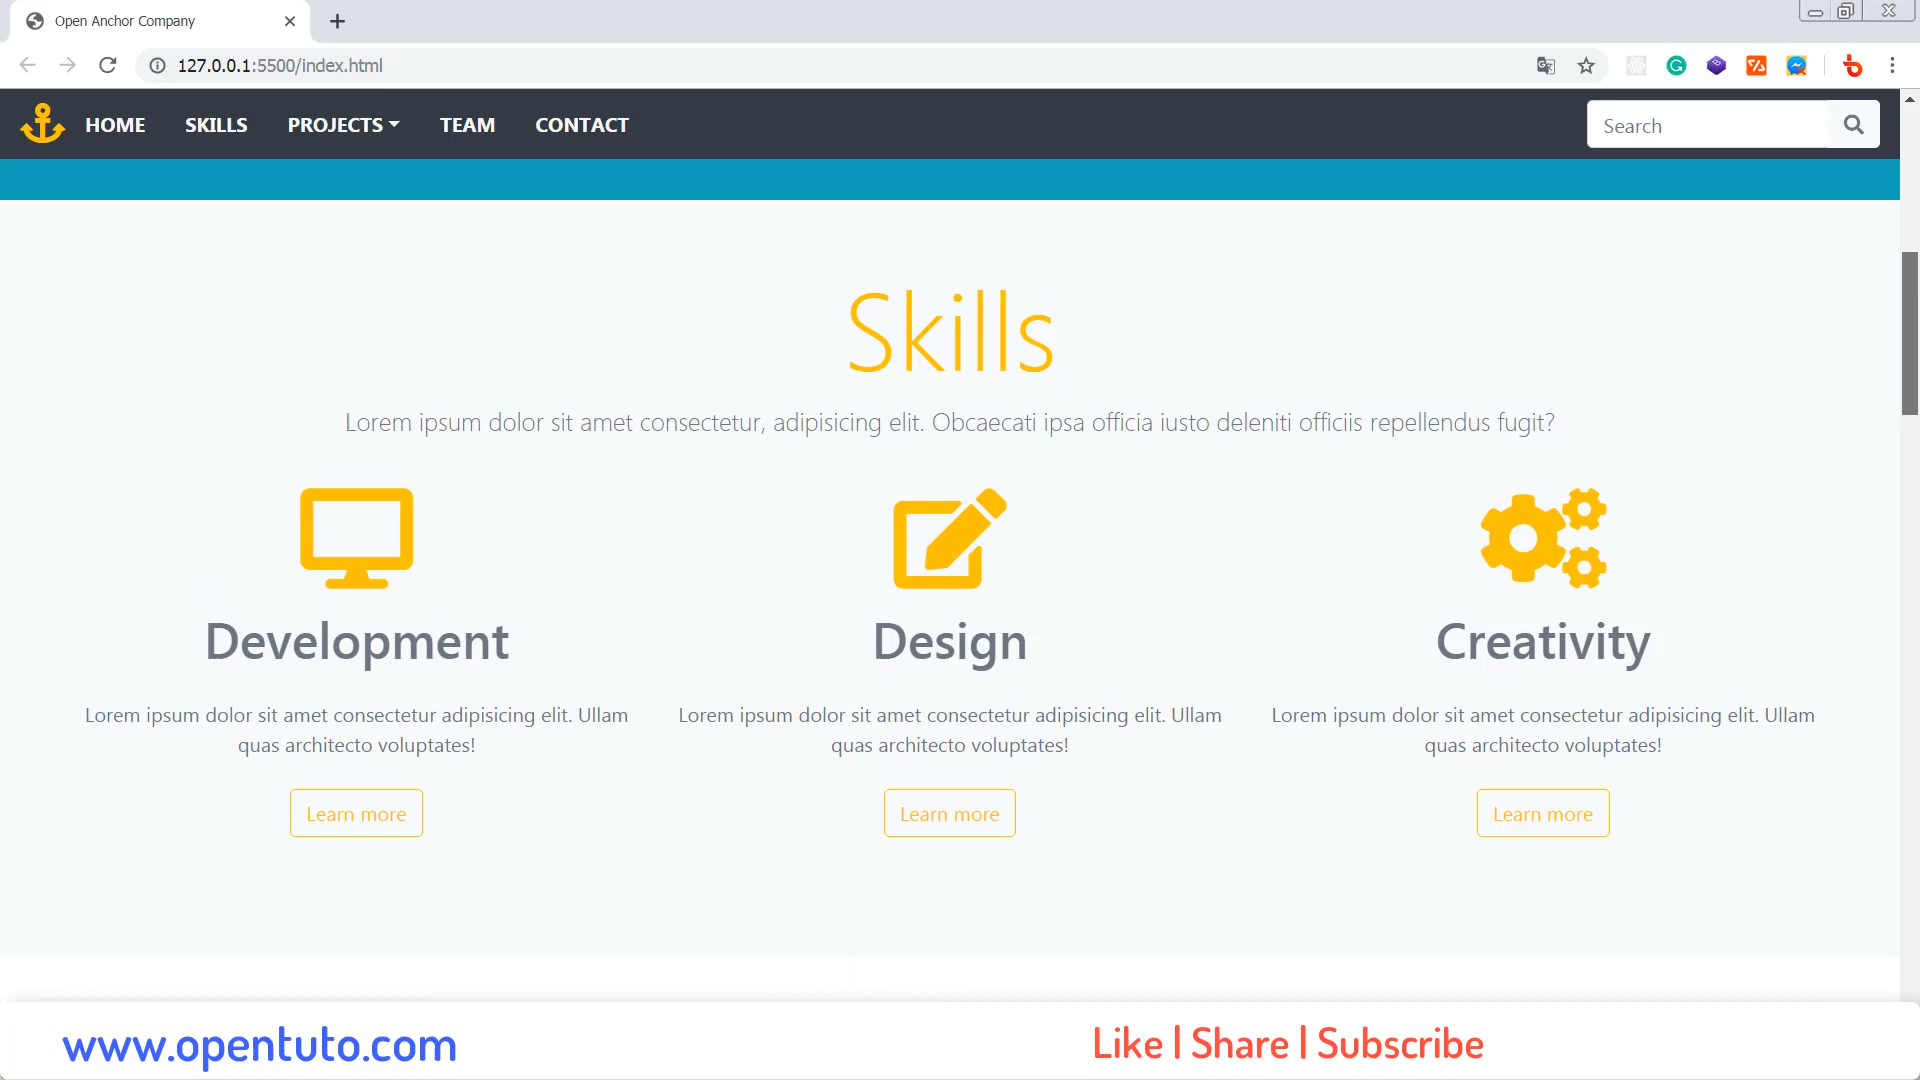 Open Anchor Company
127.0.0.1:5500/index.html
HOME SKILLS PROJECTS TEAM CONTACT Search
Skills
Lorem ipsum dolor sit amet consectetur, adipisicing elit. Obcaecati ipsa officia iusto deleniti officiis repellendus fugit?
Development
Lorem ipsum dolor sit amet consectetur adipisicing elit. Ullam
quas architecto voluptates!
Learn more
Design
Lorem ipsum dolor sit amet consectetur adipisicing elit. Ullam
quas architecto voluptates!
Learn more
Creativity
Lorem ipsum dolor sit amet consectetur adipisicing elit. Ullam
quas architecto voluptates!
Learn more
www.opentuto.com
Like | Share | Subscribe